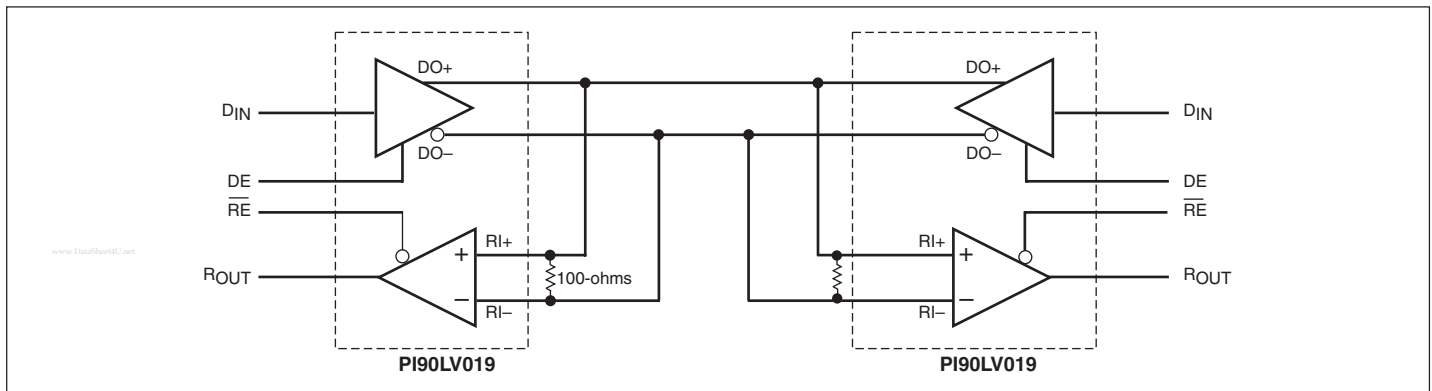 DO+
DO+
DIN
DIN
DO−
DO−
DE
DE
RE
RE
RI+
RI+
www.DataSheet4U.net
+
+
ROUT
100-ohms
ROUT
−
−
RI−
RI−
PI90LV019
PI90LV019